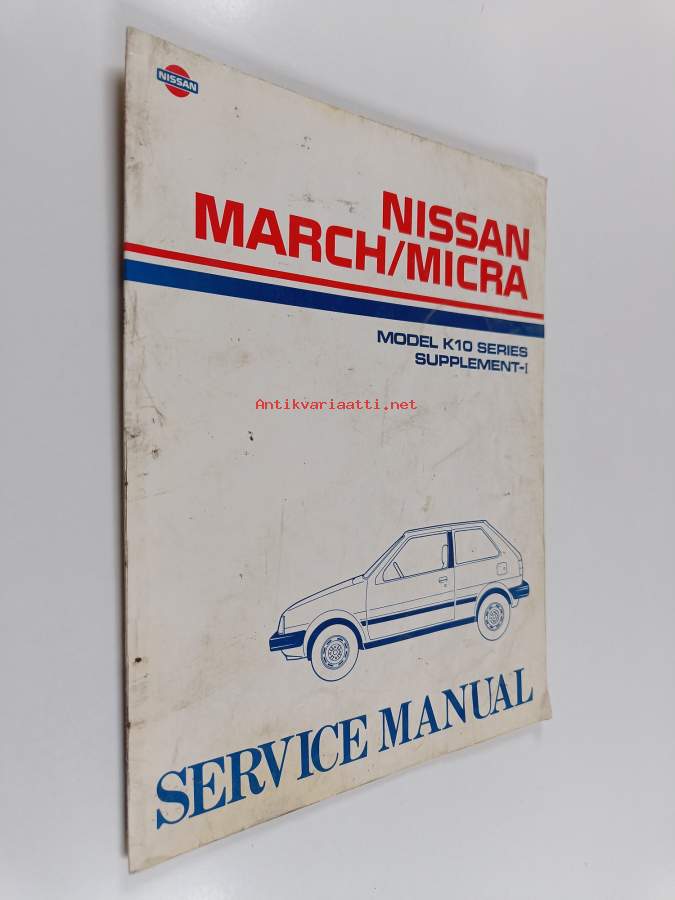 NISSAN
NISSAN
MARCH/MICRA
MODEL K10 SERIES
SUPPLEMENT-I
Antikvariaatti.net
SERVICE MANUAL